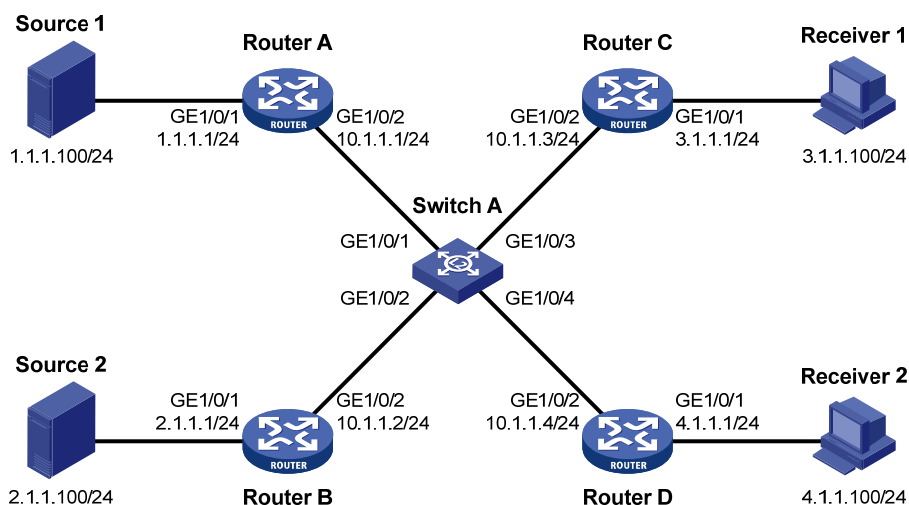 Source 1
Router A
Router C
Receiver 1
GE1/0/1
1.1.1.1/24
GE1/0/2
10.1.1.1/24
GE1/0/2
10.1.1.3/24
GE1/0/1
3.1.1.1/24
ROUTER
ROUTER
1.1.1.100/24
3.1.1.100/24
Switch A
GE1/0/1
GE1/0/3
GE1/0/2
GE1/0/4
Source 2
Receiver 2
GE1/0/1
2.1.1.1/24
GE1/0/2
10.1.1.2/24
GE1/0/2
10.1.1.4/24
GE1/0/1
4.1.1.1/24
ROUTER
ROUTER
2.1.1.100/24
Router B
Router D
4.1.1.100/24